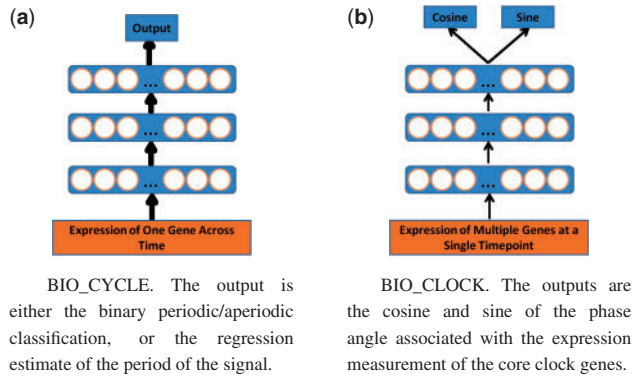 (a)
Output
...
...
...
Expression of One Gene Across
Time
BIO_CYCLE. The output is
either the binary periodic/aperiodic
classification, or the regression
estimate of the period of the signal.
(b)
Cosine
Sine
...
...
...
Expression of Multiple Genes at a
Single Timepoint
BIO_CLOCK. The outputs are
the cosine and sine of the phase
angle associated with the expression
measurement of the core clock genes.